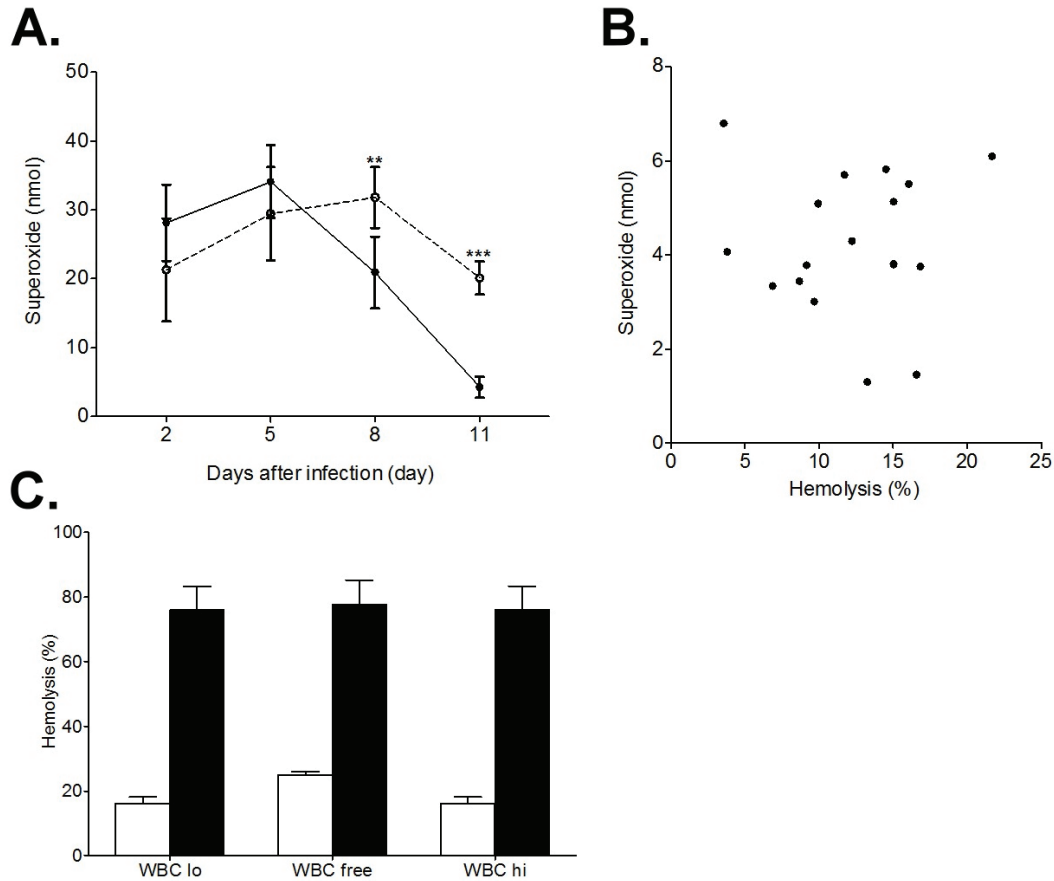 A.
50
40
30
20
10
0
Superoxide (nmol)
**
***
2 5 8 11
Days after infection (day)
B.
8
6
4
2
0
Superoxide (nmol)
0 5 10 15 20 25
Hemolysis (%)
C.
100
80
60
40
20
0
Hemolysis (%)
WBC lo WBC free WBC hi